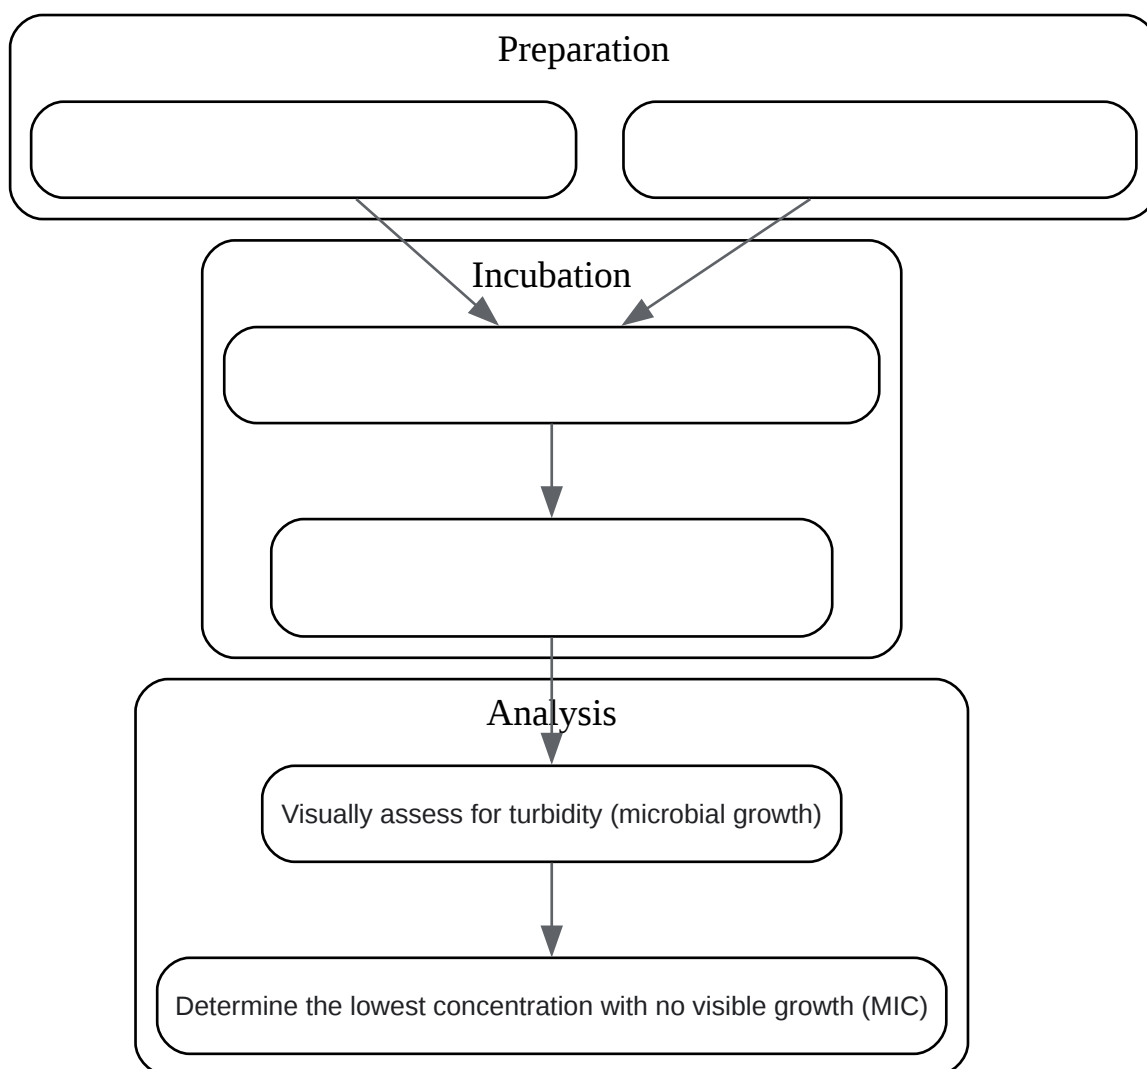 Preparation
Incubation
Analysis
Visually assess for turbidity (microbial growth)
Determine the lowest concentration with no visible growth (MIC)